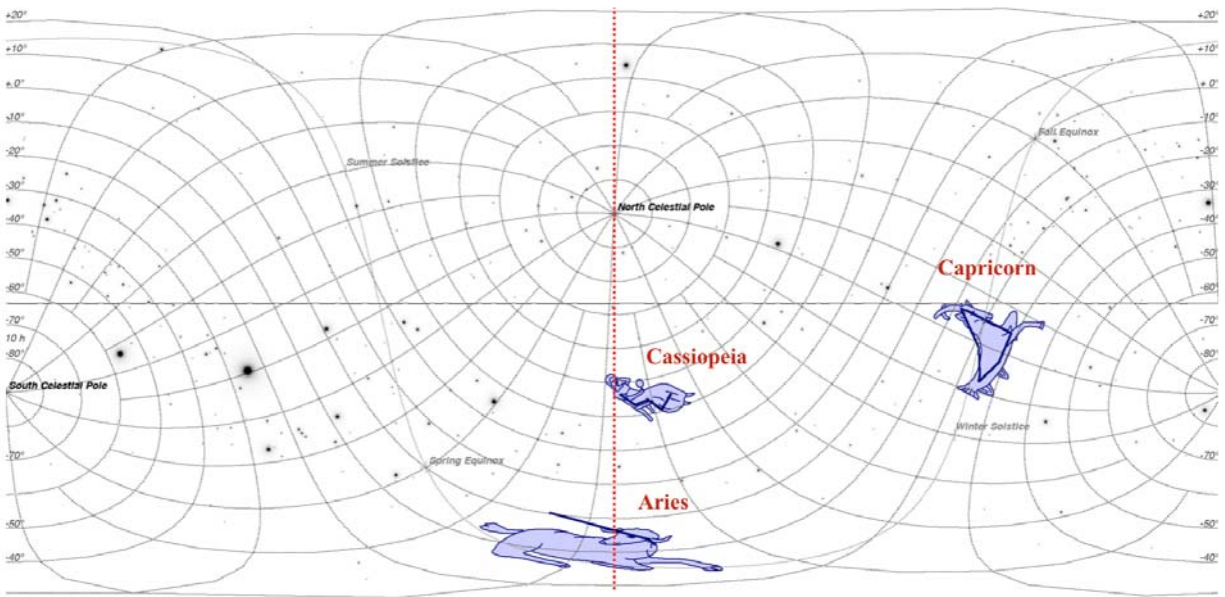 +20°
+20°
+10°
+10°
Fall Equinox
+ 0°
+ 0°
-10°
-10°
Summer Solstice
-20°
-20°
-30°
-30°
North Celestial Pole
-40°
-40°
-50°
-50°
Capricorn
-60°
-60°
-70°
-70°
10 h
Cassiopeia
-80°
-80°
South Celestial Pole
Winter Solstice
-70°
-70°
Spring Equinox
Aries
-50°
-50°
-40°
-40°